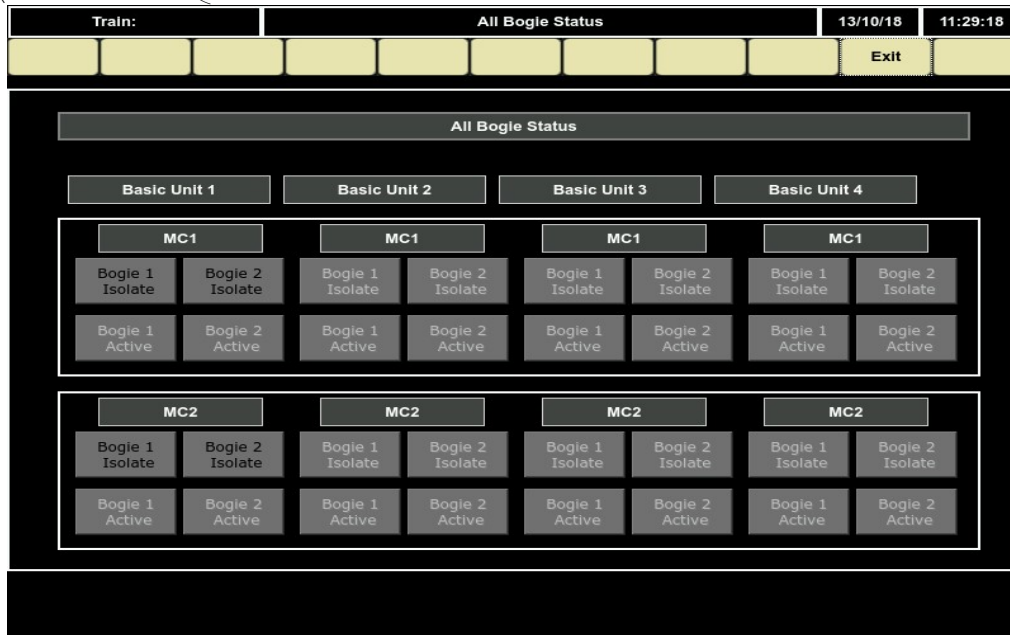 Train: All Bogie Status 13/10/18 11:29:18
Exit
All Bogie Status
Basic Unit 1 Basic Unit 2 Basic Unit 3 Basic Unit 4
MC1 MC1 MC1 MC1
Bogie 1 Bogie 2 Bogie 1 Bogie 2 Bogie 1 Bogie 2 Bogie 1 Bogie 2
Isolate Isolate Isolate Isolate Isolate Isolate Isolate Isolate
Bogie 1 Bogie 2 Bogie 1 Bogie 2 Bogie 1 Bogie 2 Bogie 1 Bogie 2
Active Active Active Active Active Active Active Active
MC2 MC2 MC2 MC2
Bogie 1 Bogie 2 Bogie 1 Bogie 2 Bogie 1 Bogie 2 Bogie 1 Bogie 2
Isolate Isolate Isolate Isolate Isolate Isolate Isolate Isolate
Bogie 1 Bogie 2 Bogie 1 Bogie 2 Bogie 1 Bogie 2 Bogie 1 Bogie 2
Active Active Active Active Active Active Active Active